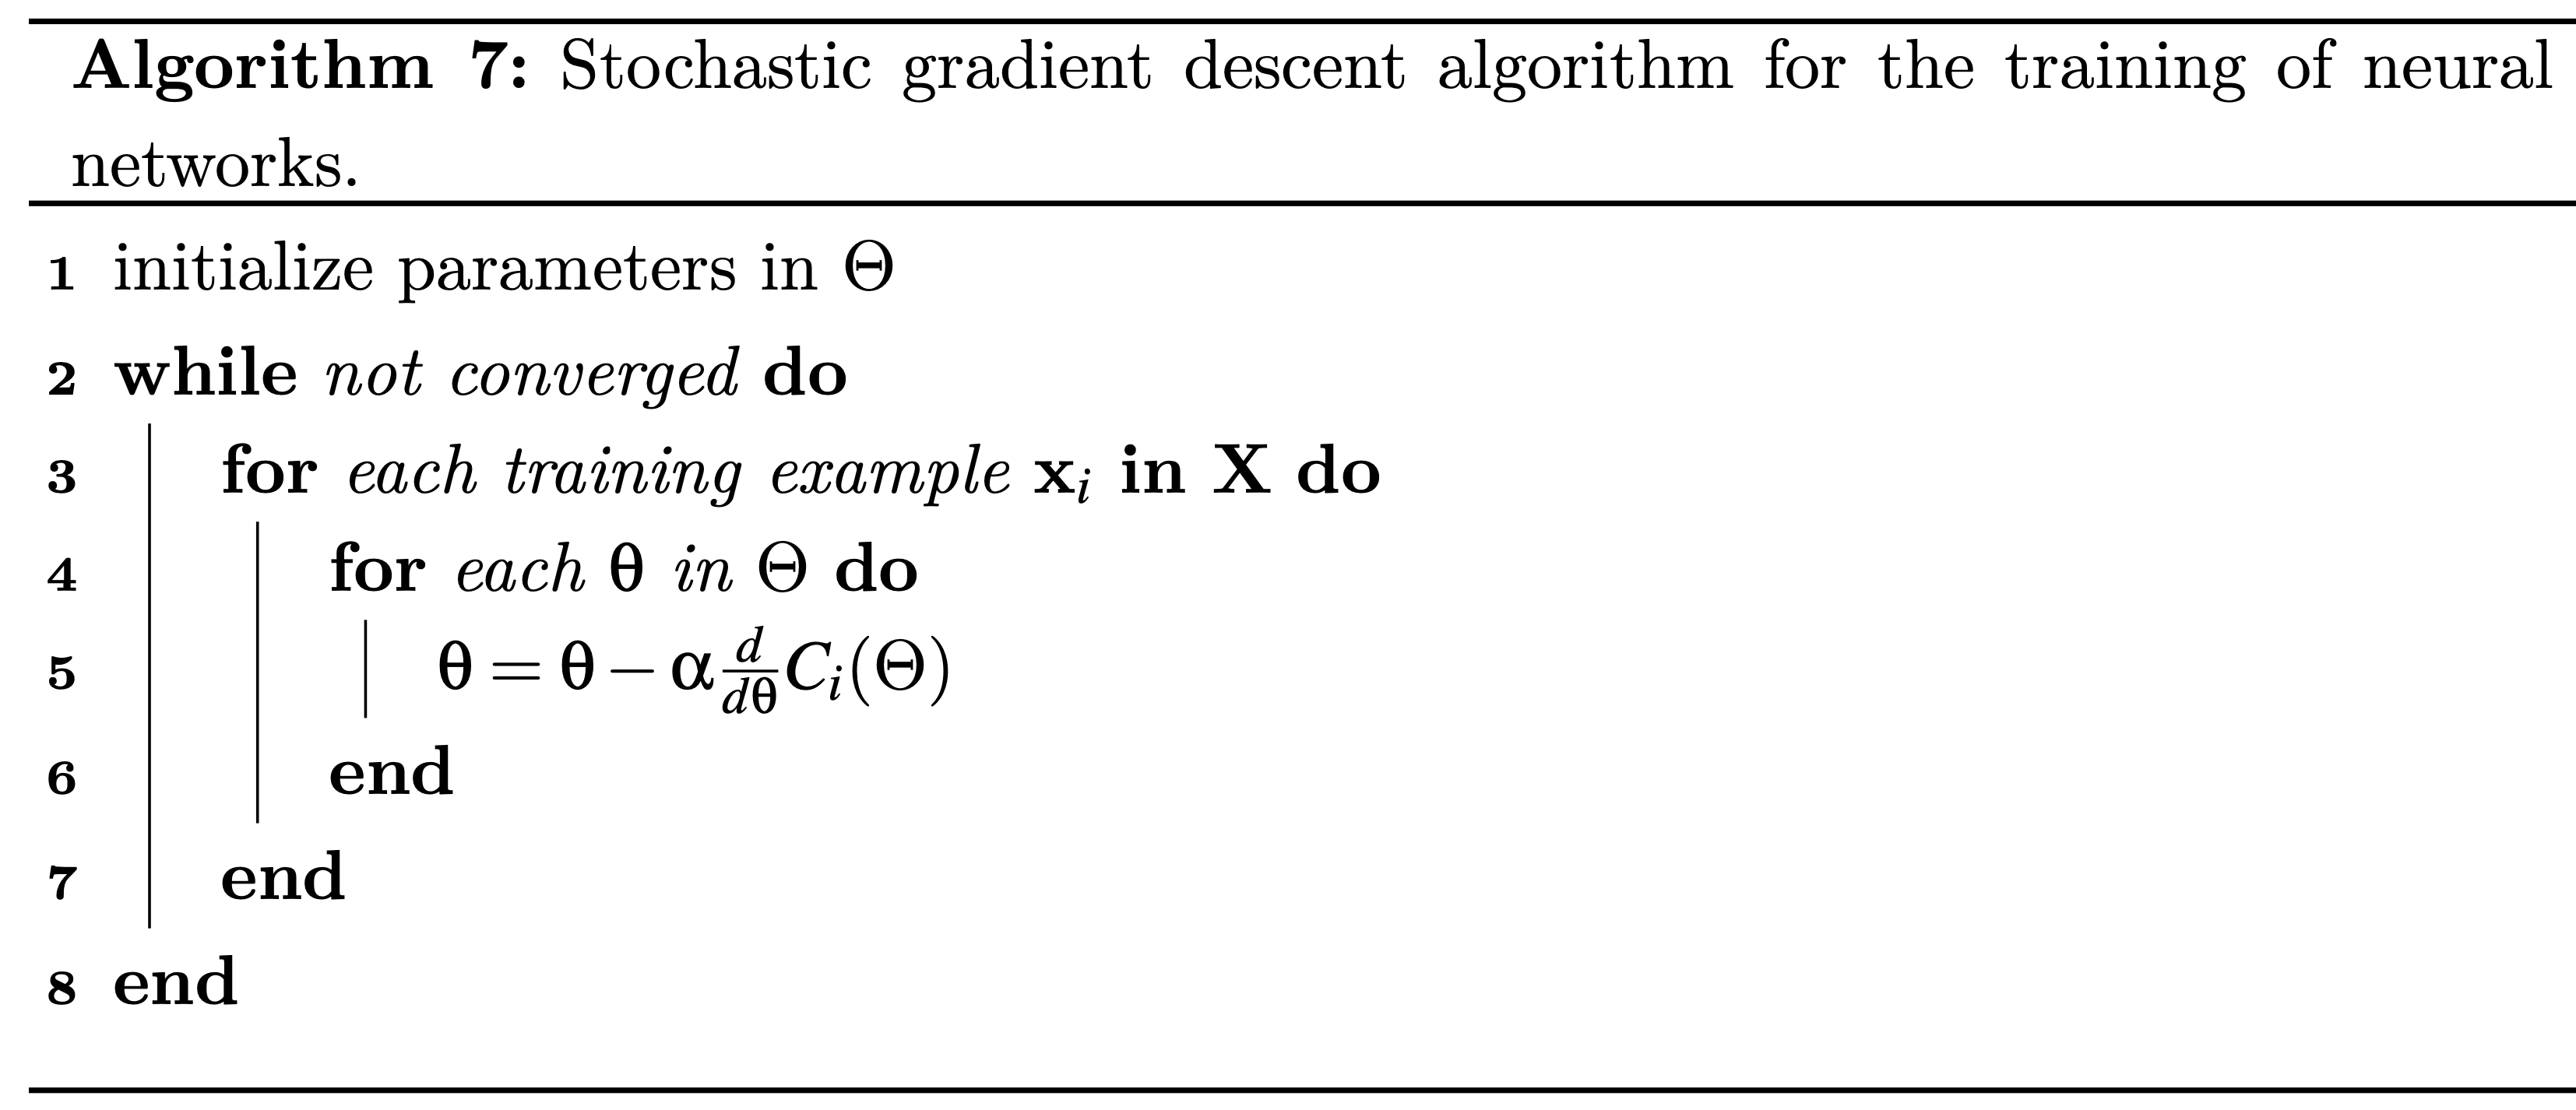 Algorithm 7: Stochastic gradient descent algorithm for the training of neural
networks.
1 initialize parameters in Θ
2 while not converged do
3 for each training example xᵢ in X do
4 for each θ in Θ do
5 θ = θ − α d/dθ Cᵢ(Θ)
6 end
7 end
8 end